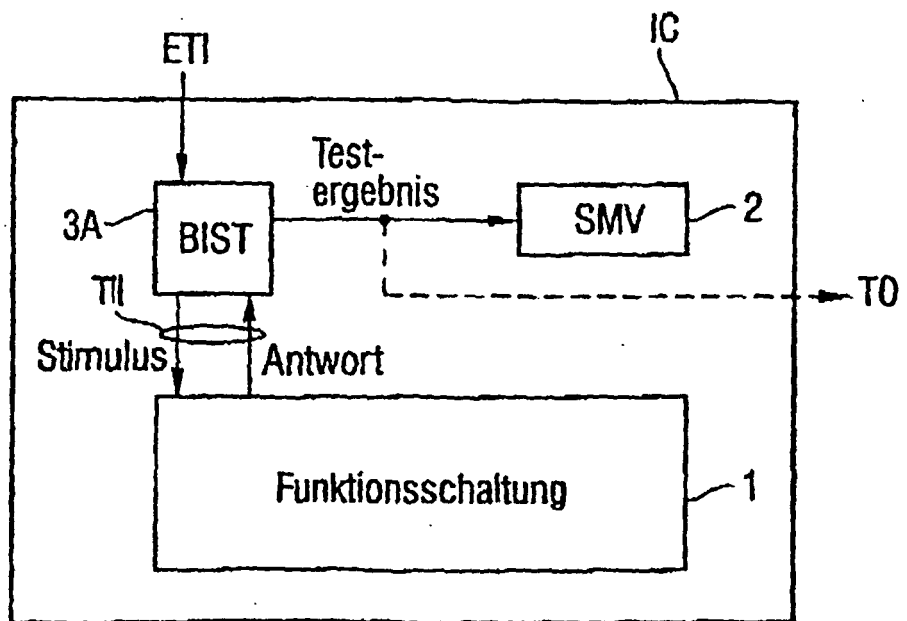 ETI
IC
Test-
ergebnis
3A
BIST
SMV
2
TII
TO
Stimulus
Antwort
Funktionsschaltung
1